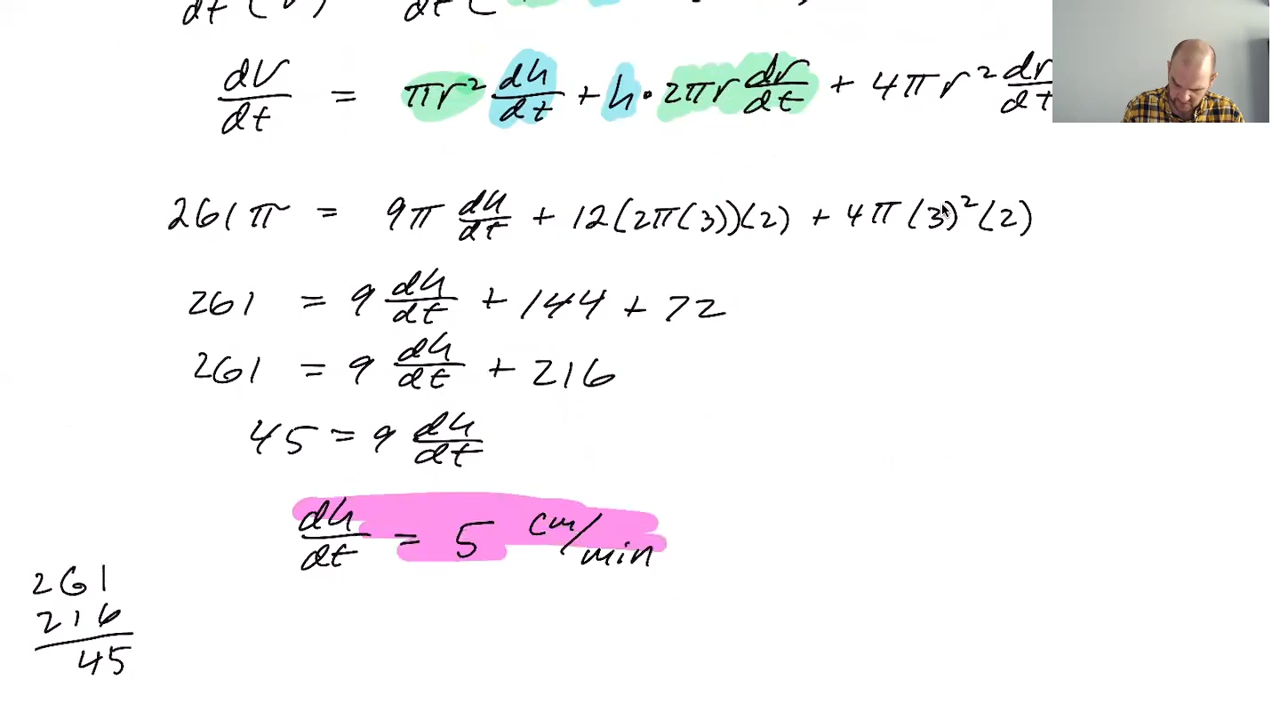 dt (V) dt (
dV/dt = πr² dh/dt + h · 2πr dr/dt + 4πr² dr/dt
261π = 9π dh/dt + 12(2π(3))(2) + 4π(3)²(2)
261 = 9 dh/dt + 144 + 72
261 = 9 dh/dt + 216
45 = 9 dh/dt
dh/dt = 5 cm/min
261
216
45